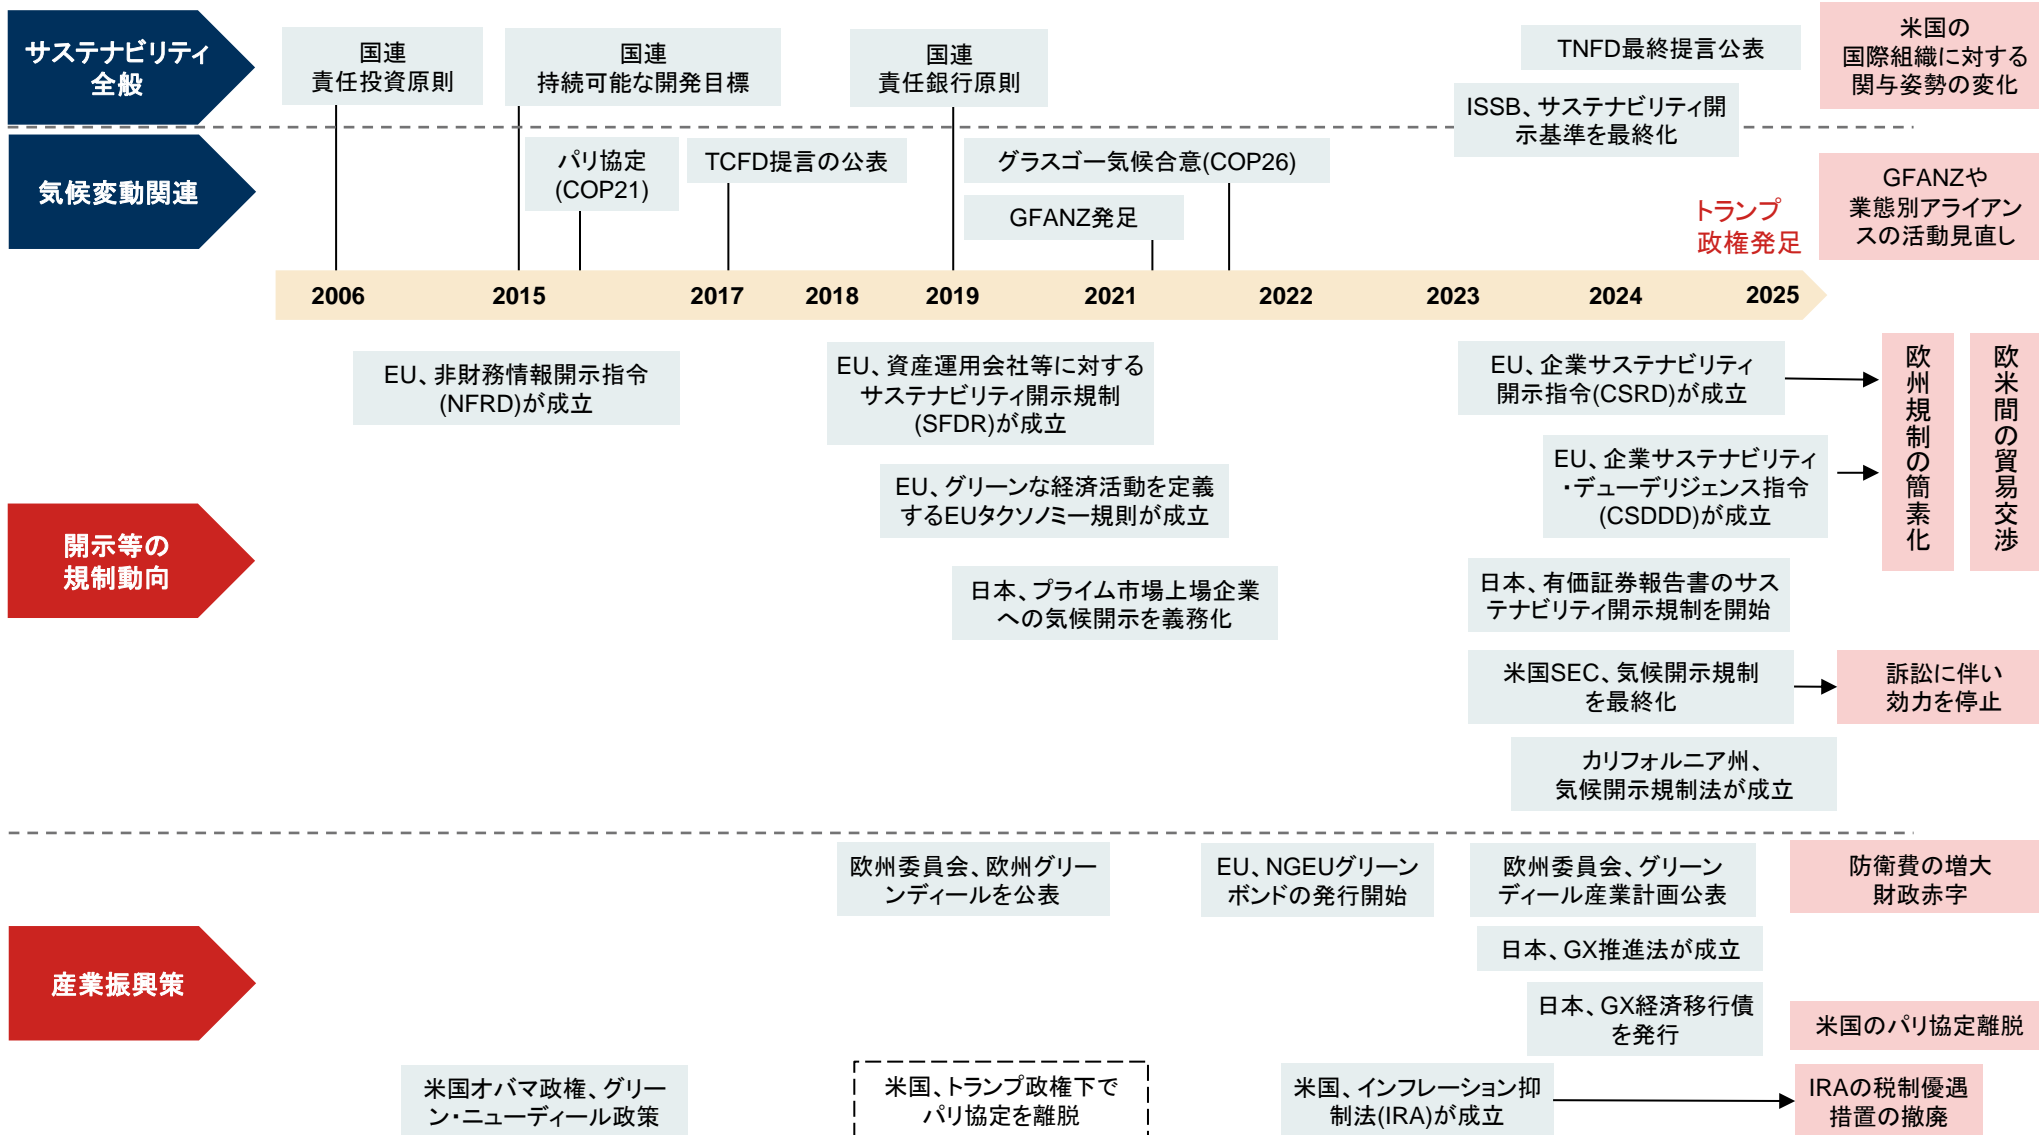 サステナビリティ
全般
国連
責任投資原則
国連
持続可能な開発目標
国連
責任銀行原則
TNFD最終提言公表
ISSB、サステナビリティ開
示基準を最終化
米国の
国際組織に対する
関与姿勢の変化
気候変動関連
パリ協定
(COP21)
TCFD提言の公表
グラスゴー気候合意(COP26)
GFANZ発足
トランプ
政権発足
GFANZや
業態別アライアン
スの活動見直し
2006
2015
2017
2018
2019
2021
2022
2023
2024
2025
開示等の
規制動向
EU、非財務情報開示指令
(NFRD)が成立
EU、資産運用会社等に対する
サステナビリティ開示規制
(SFDR)が成立
EU、グリーンな経済活動を定義
するEUタクソノミー規則が成立
日本、プライム市場上場企業
への気候開示を義務化
EU、企業サステナビリティ
開示指令(CSRD)が成立
EU、企業サステナビリティ
・デューデリジェンス指令
(CSDDD)が成立
欧州規制の簡素化
欧米間の貿易交渉
日本、有価証券報告書のサス
テナビリティ開示規制を開始
米国SEC、気候開示規制
を最終化
訴訟に伴い
効力を停止
カリフォルニア州、
気候開示規制法が成立
産業振興策
欧州委員会、欧州グリー
ンディールを公表
EU、NGEUグリーン
ボンドの発行開始
欧州委員会、グリーン
ディール産業計画公表
防衛費の増大
財政赤字
日本、GX推進法が成立
日本、GX経済移行債
を発行
米国のパリ協定離脱
米国オバマ政権、グリー
ン・ニューディール政策
米国、トランプ政権下で
パリ協定を離脱
米国、インフレーション抑
制法(IRA)が成立
IRAの税制優遇
措置の撤廃